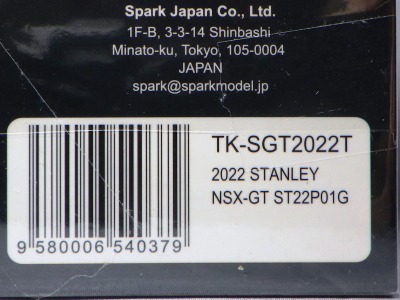 Spark Japan Co., Ltd.
1F-B, 3-3-14 Shinbashi
Minato-ku, Tokyo, 105-0004
JAPAN
spark@sparkmodel.jp
TK-SGT2022T
2022 STANLEY
NSX-GT ST22P01G
9 580006 540379